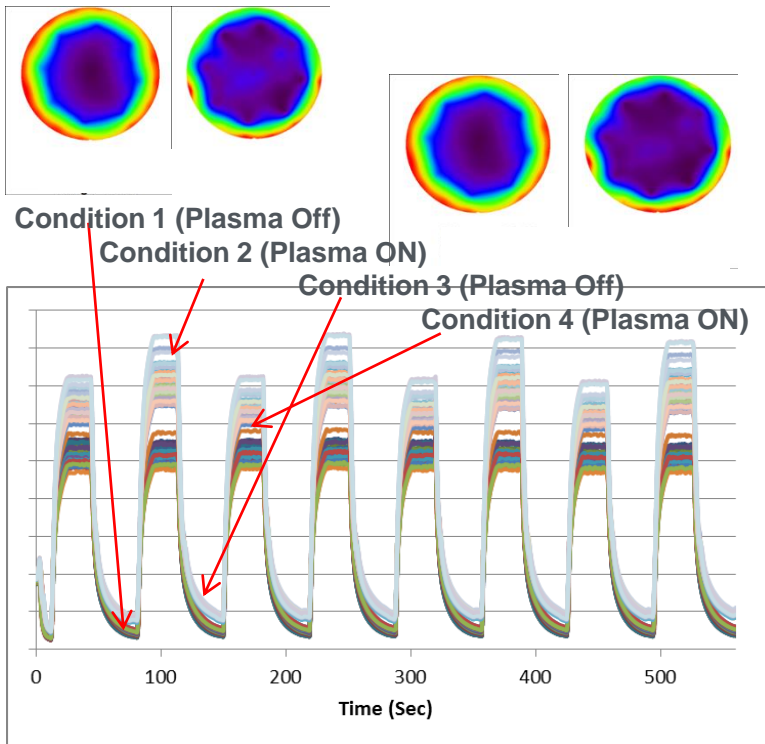 Condition 1 (Plasma Off)
Condition 2 (Plasma ON)
Condition 3 (Plasma Off)
Condition 4 (Plasma ON)
0 100 200 300 400 500
Time (Sec)